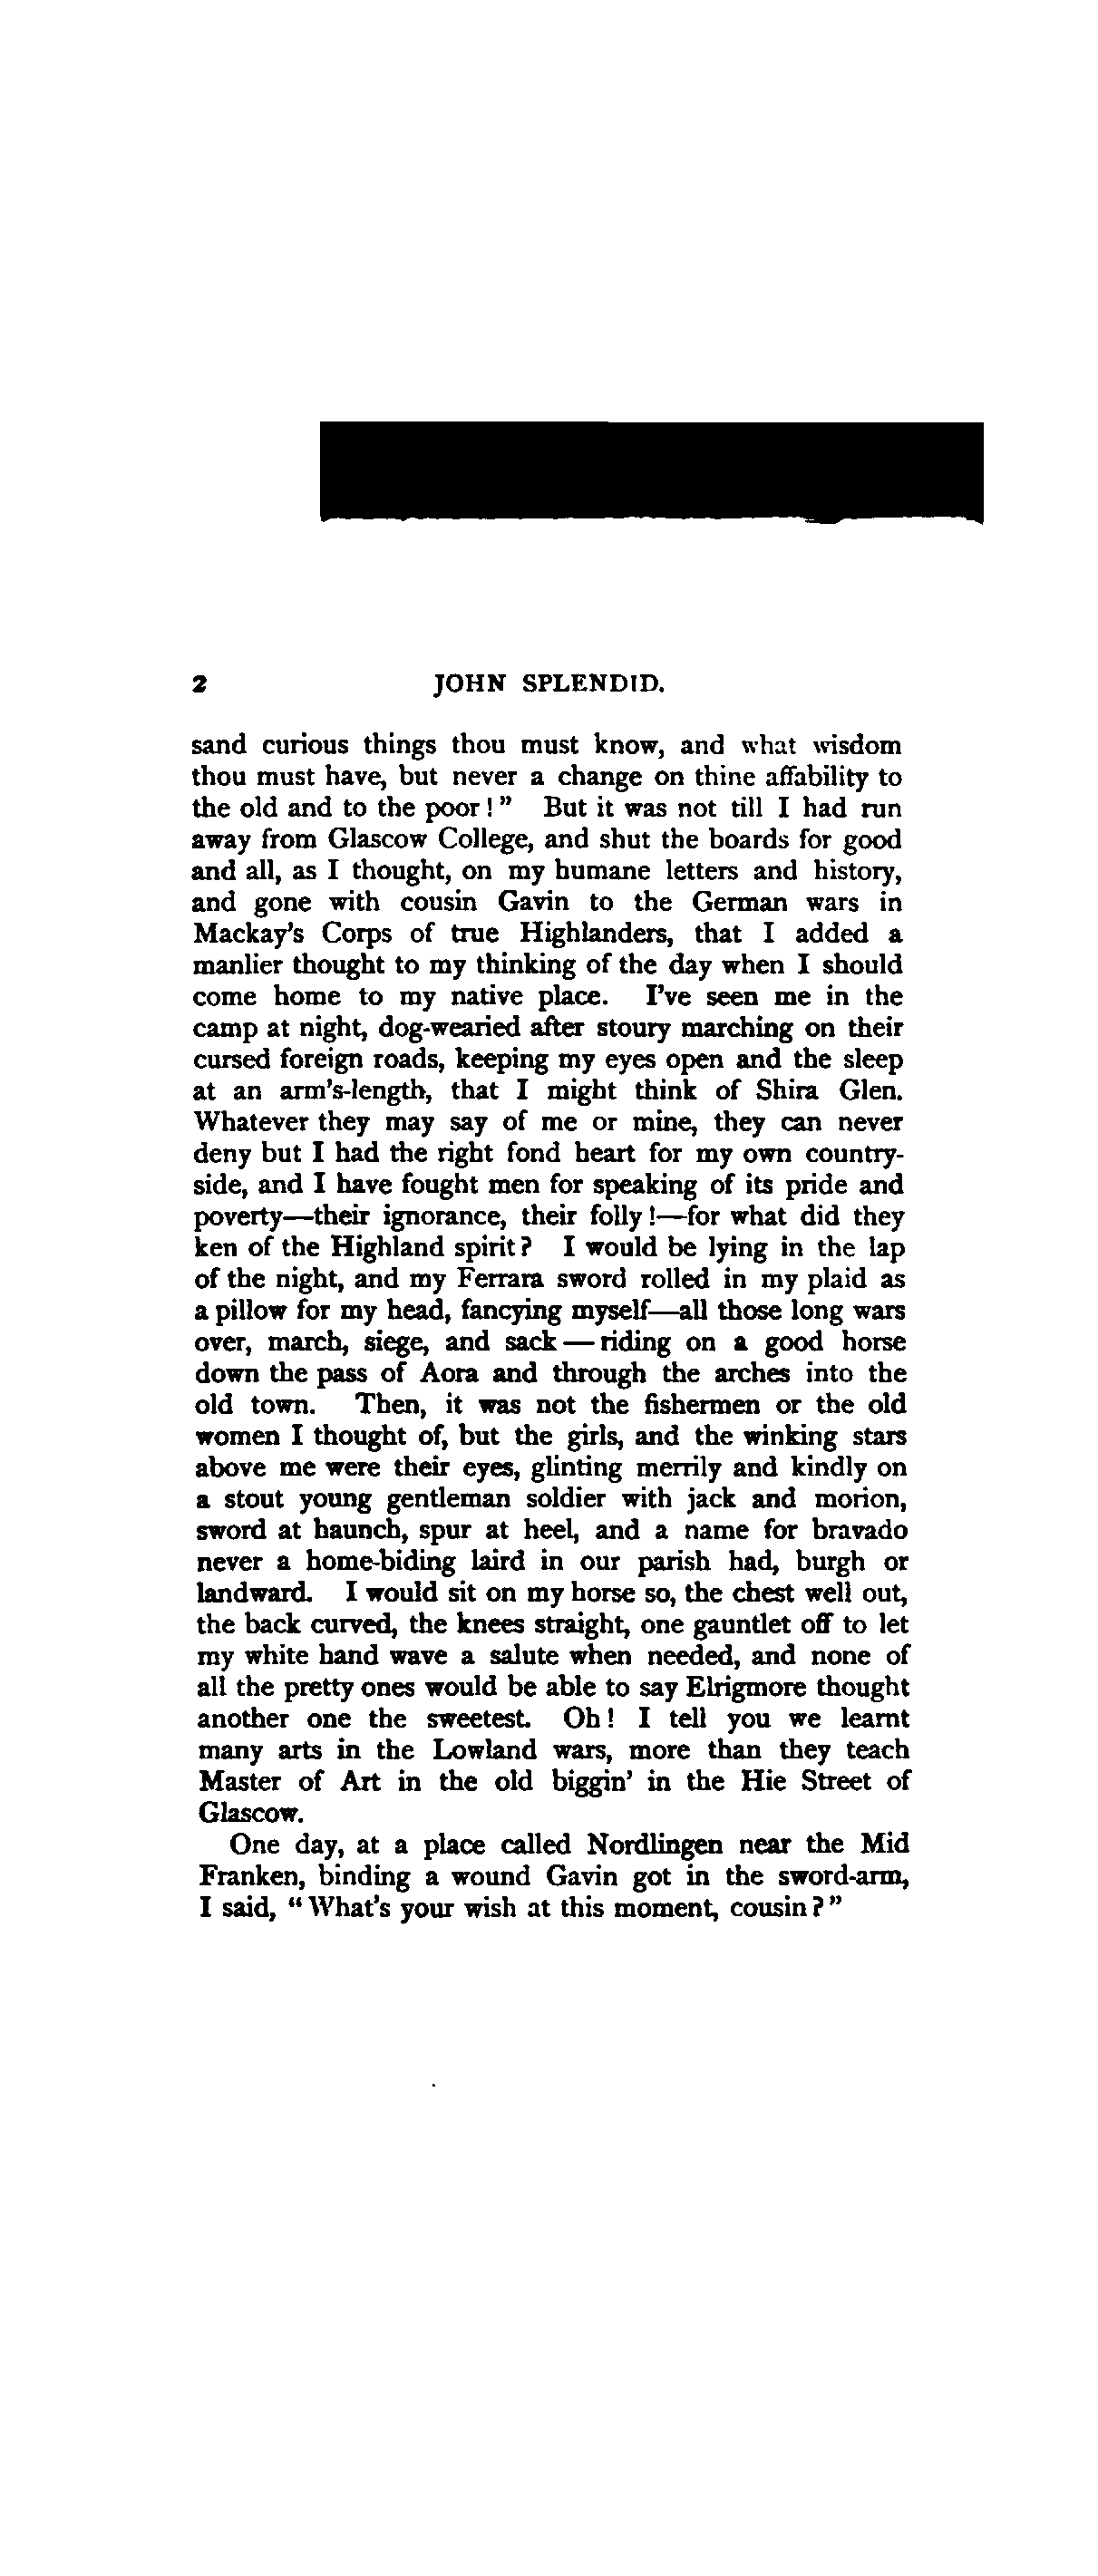 2 JOHN SPLENDID.
sand curious things thou must know, and what wisdom
thou must have, but never a change on thine affability to
the old and to the poor!" But it was not till I had run
away from Glascow College, and shut the boards for good
and all, as I thought, on my humane letters and history,
and gone with cousin Gavin to the German wars in
Mackay's Corps of true Highlanders, that I added a
manlier thought to my thinking of the day when I should
come home to my native place. I've seen me in the
camp at night, dog-wearied after stoury marching on their
cursed foreign roads, keeping my eyes open and the sleep
at an arm's-length, that I might think of Shira Glen.
Whatever they may say of me or mine, they can never
deny but I had the right fond heart for my own country-
side, and I have fought men for speaking of its pride and
poverty—their ignorance, their folly!—for what did they
ken of the Highland spirit? I would be lying in the lap
of the night, and my Ferrara sword rolled in my plaid as
a pillow for my head, fancying myself—all those long wars
over, march, siege, and sack—riding on a good horse
down the pass of Aora and through the arches into the
old town. Then, it was not the fishermen or the old
women I thought of, but the girls, and the winking stars
above me were their eyes, glinting merrily and kindly on
a stout young gentleman soldier with jack and morion,
sword at haunch, spur at heel, and a name for bravado
never a home-biding laird in our parish had, burgh or
landward. I would sit on my horse so, the chest well out,
the back curved, the knees straight, one gauntlet off to let
my white hand wave a salute when needed, and none of
all the pretty ones would be able to say Elrigmore thought
another one the sweetest. Oh! I tell you we learnt
many arts in the Lowland wars, more than they teach
Master of Art in the old biggin' in the Hie Street of
Glascow.
One day, at a place called Nordlingen near the Mid
Franken, binding a wound Gavin got in the sword-arm,
I said, "What's your wish at this moment, cousin?"